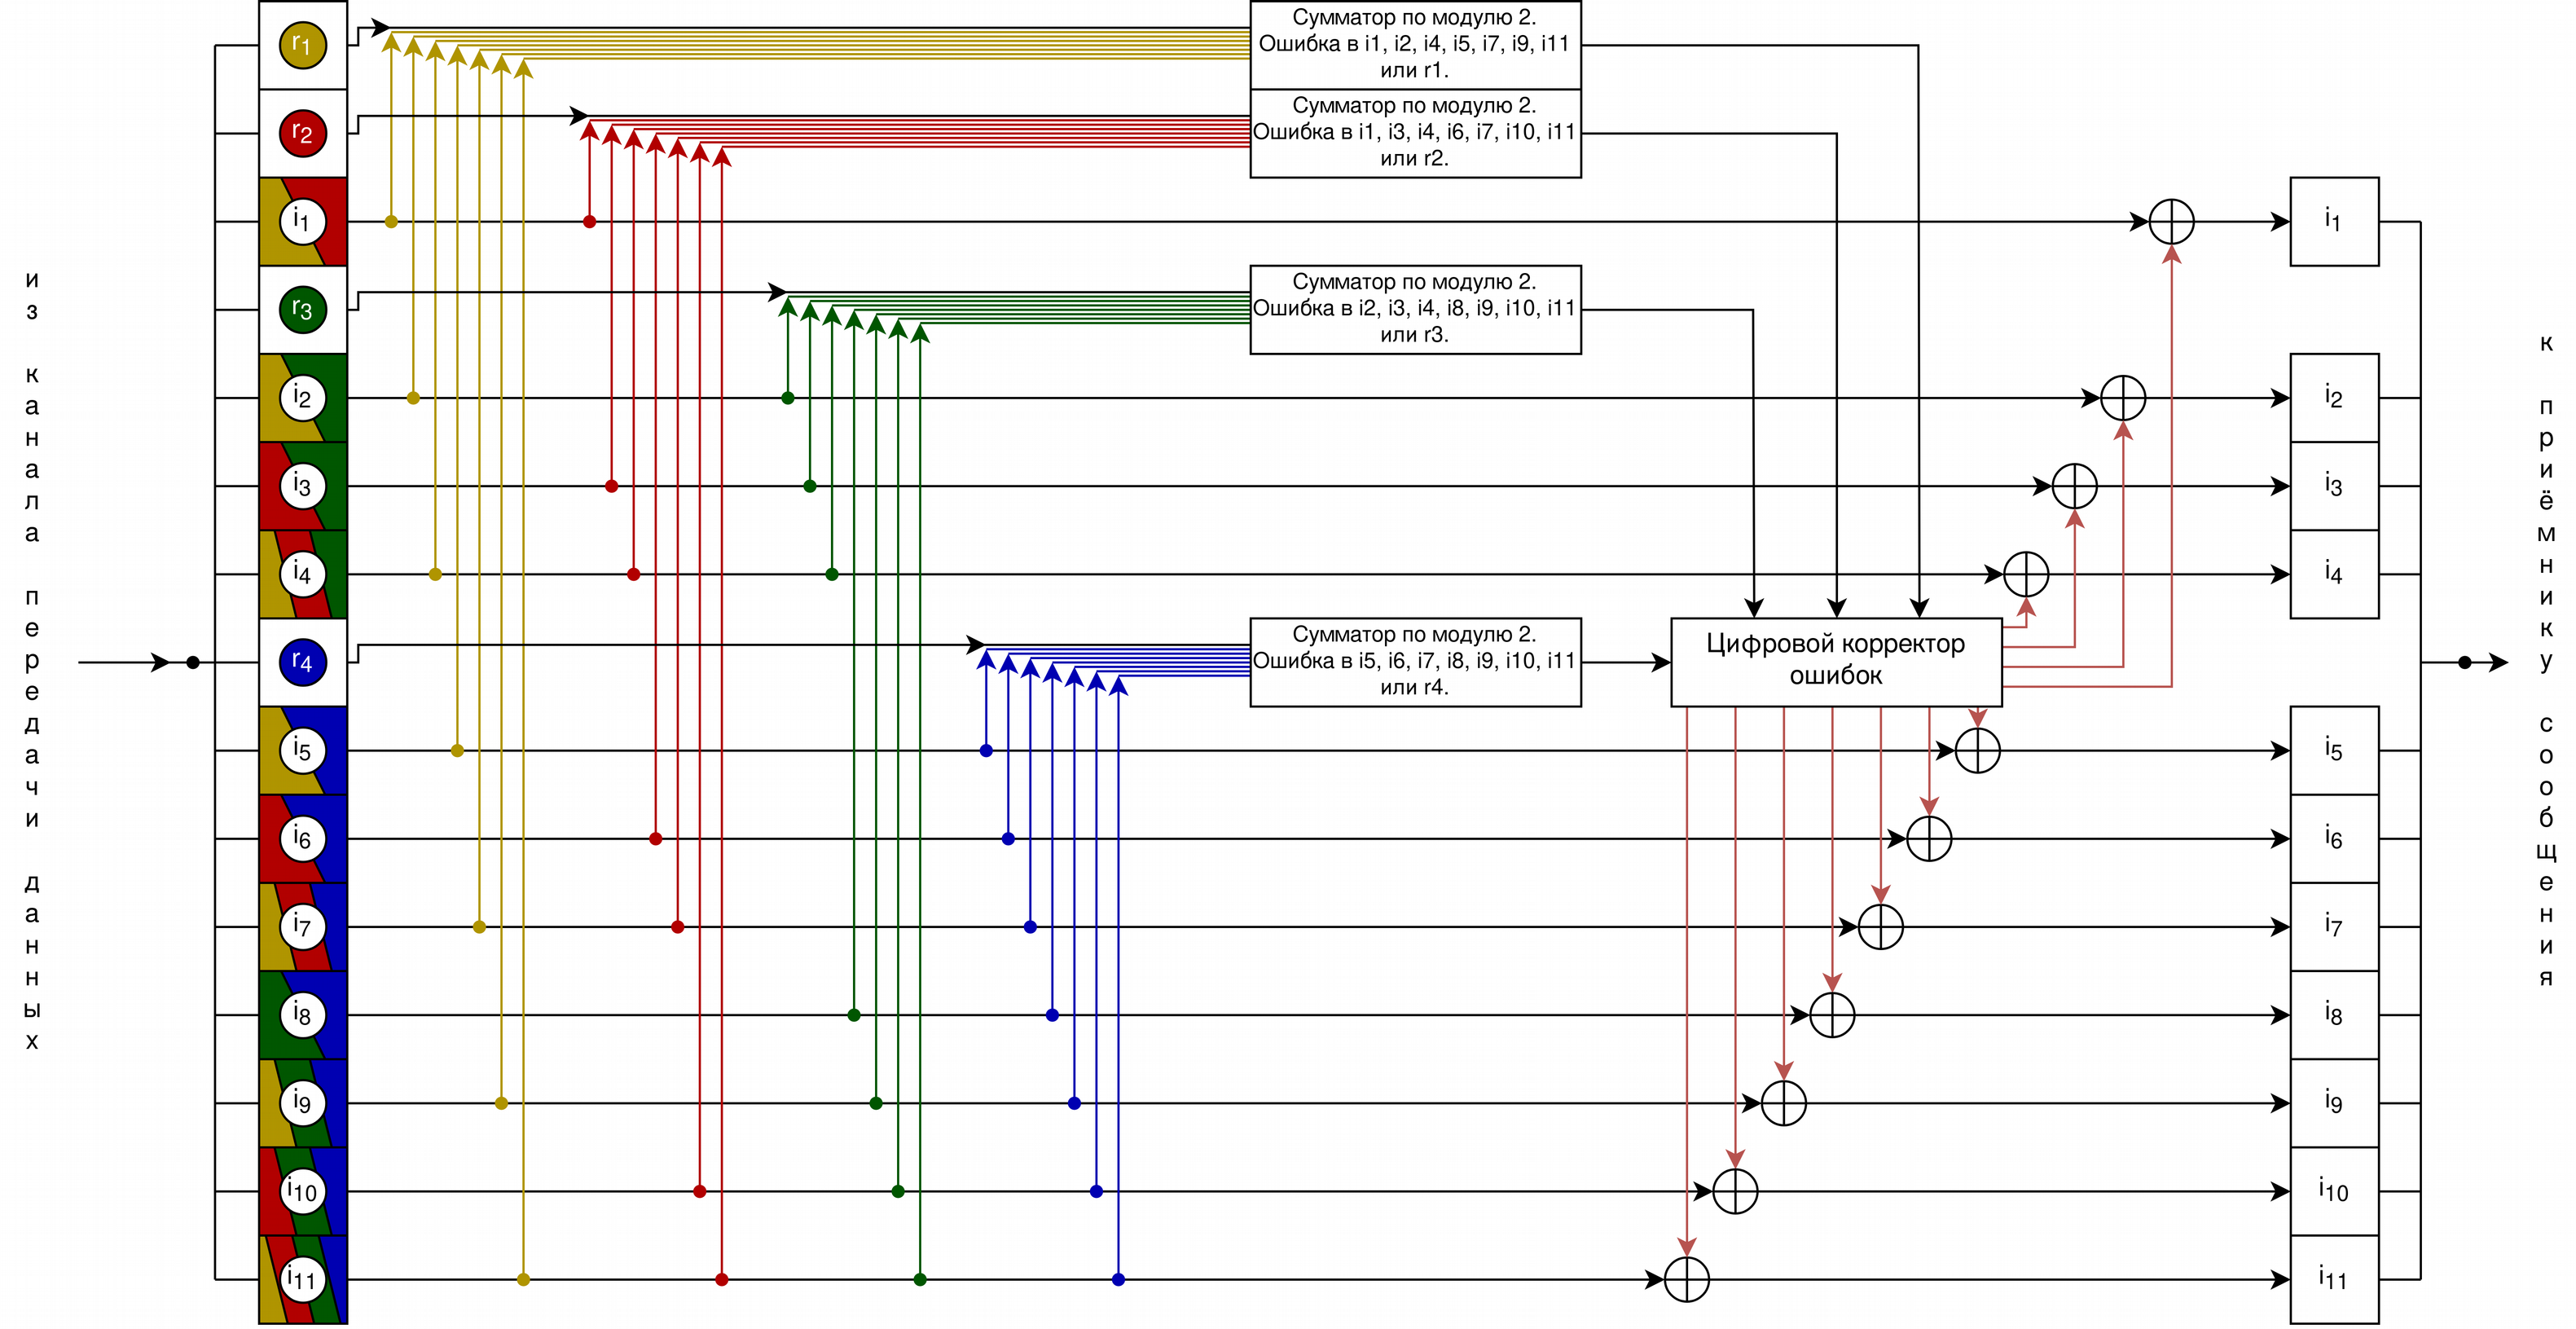 из канала передачи данных
r1
r2
i1
r3
i2
i3
i4
r4
i5
i6
i7
i8
i9
i10
i11
Сумматор по модулю 2.
Ошибка в i1, i2, i4, i5, i7, i9, i11
или r1.
Сумматор по модулю 2.
Ошибка в i1, i3, i4, i6, i7, i10, i11
или r2.
Сумматор по модулю 2.
Ошибка в i2, i3, i4, i8, i9, i10, i11
или r3.
Сумматор по модулю 2.
Ошибка в i5, i6, i7, i8, i9, i10, i11
или r4.
Цифровой корректор
ошибок
i1
i2
i3
i4
i5
i6
i7
i8
i9
i10
i11
к приёмнику сообщения